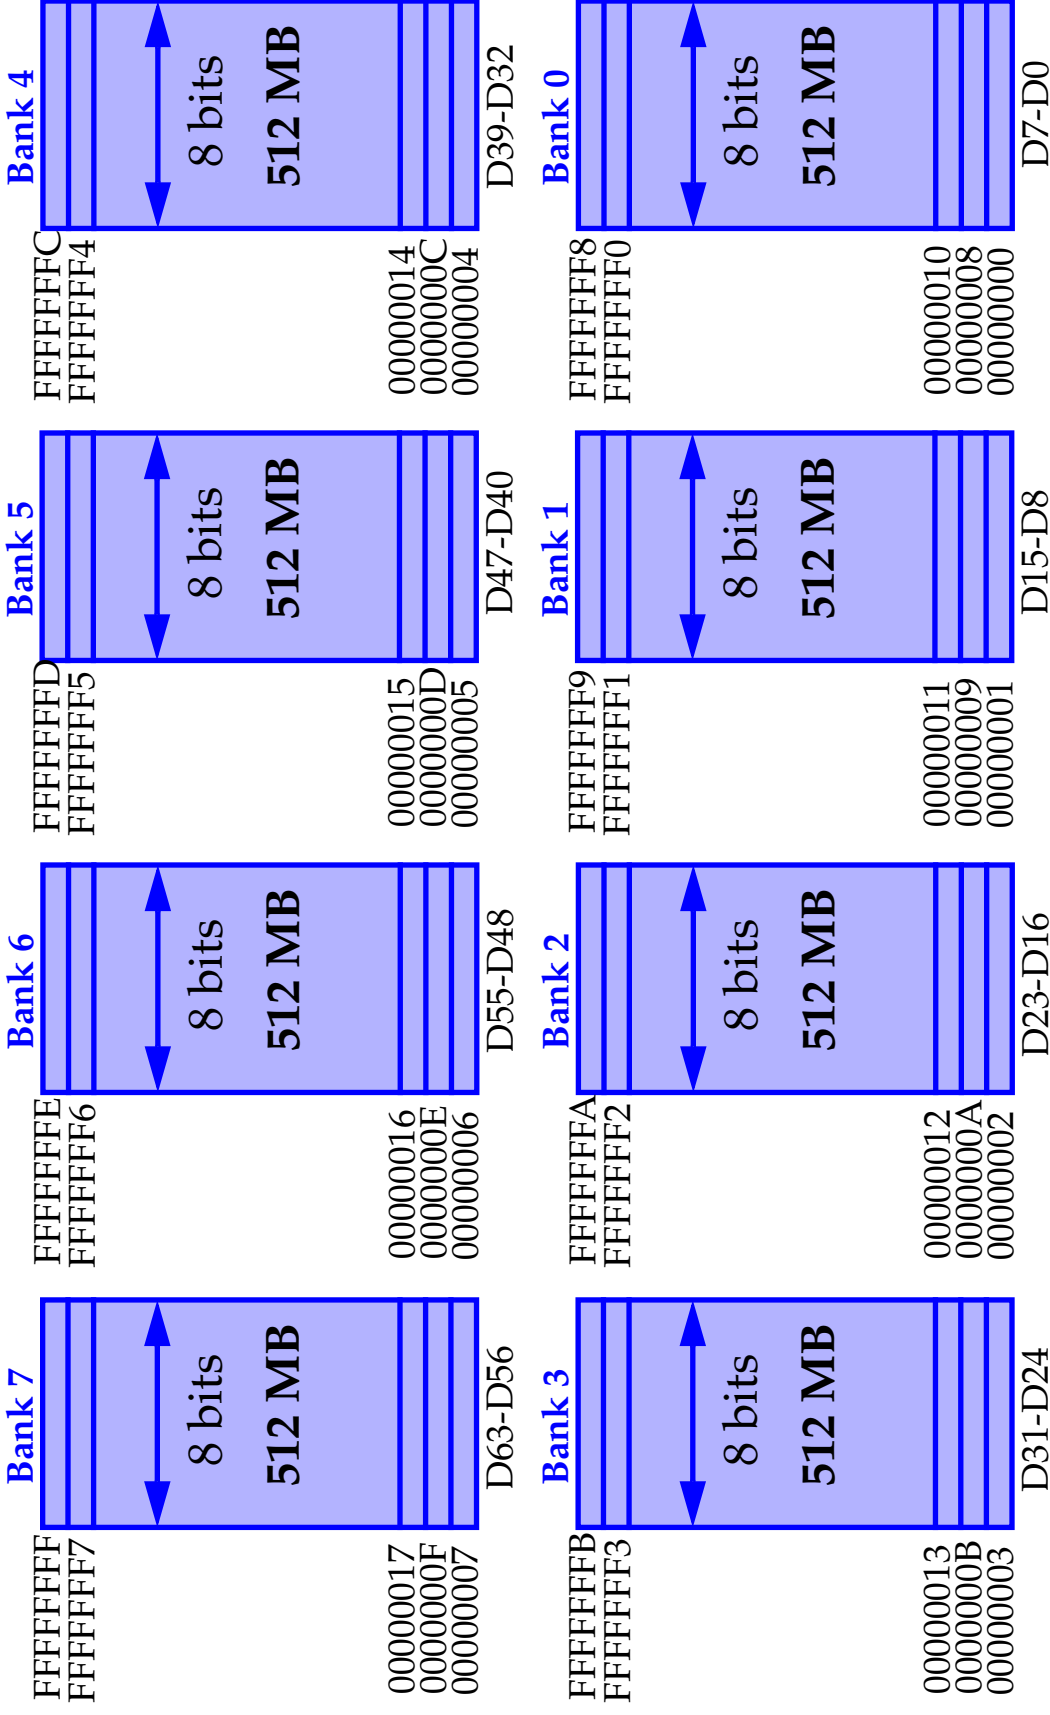 Bank 7
FFFFFFFF
FFFFFFF7
8 bits
512 MB
00000017
0000000F
00000007
D63-D56
Bank 6
FFFFFFFE
FFFFFFF6
8 bits
512 MB
00000016
0000000E
00000006
D55-D48
Bank 5
FFFFFFFD
FFFFFFF5
8 bits
512 MB
00000015
0000000D
00000005
D47-D40
Bank 4
FFFFFFFC
FFFFFFF4
8 bits
512 MB
00000014
0000000C
00000004
D39-D32
Bank 3
FFFFFFFB
FFFFFFF3
8 bits
512 MB
00000013
0000000B
00000003
D31-D24
Bank 2
FFFFFFFA
FFFFFFF2
8 bits
512 MB
00000012
0000000A
00000002
D23-D16
Bank 1
FFFFFFF9
FFFFFFF1
8 bits
512 MB
00000011
00000009
00000001
D15-D8
Bank 0
FFFFFFF8
FFFFFFF0
8 bits
512 MB
00000010
00000008
00000000
D7-D0